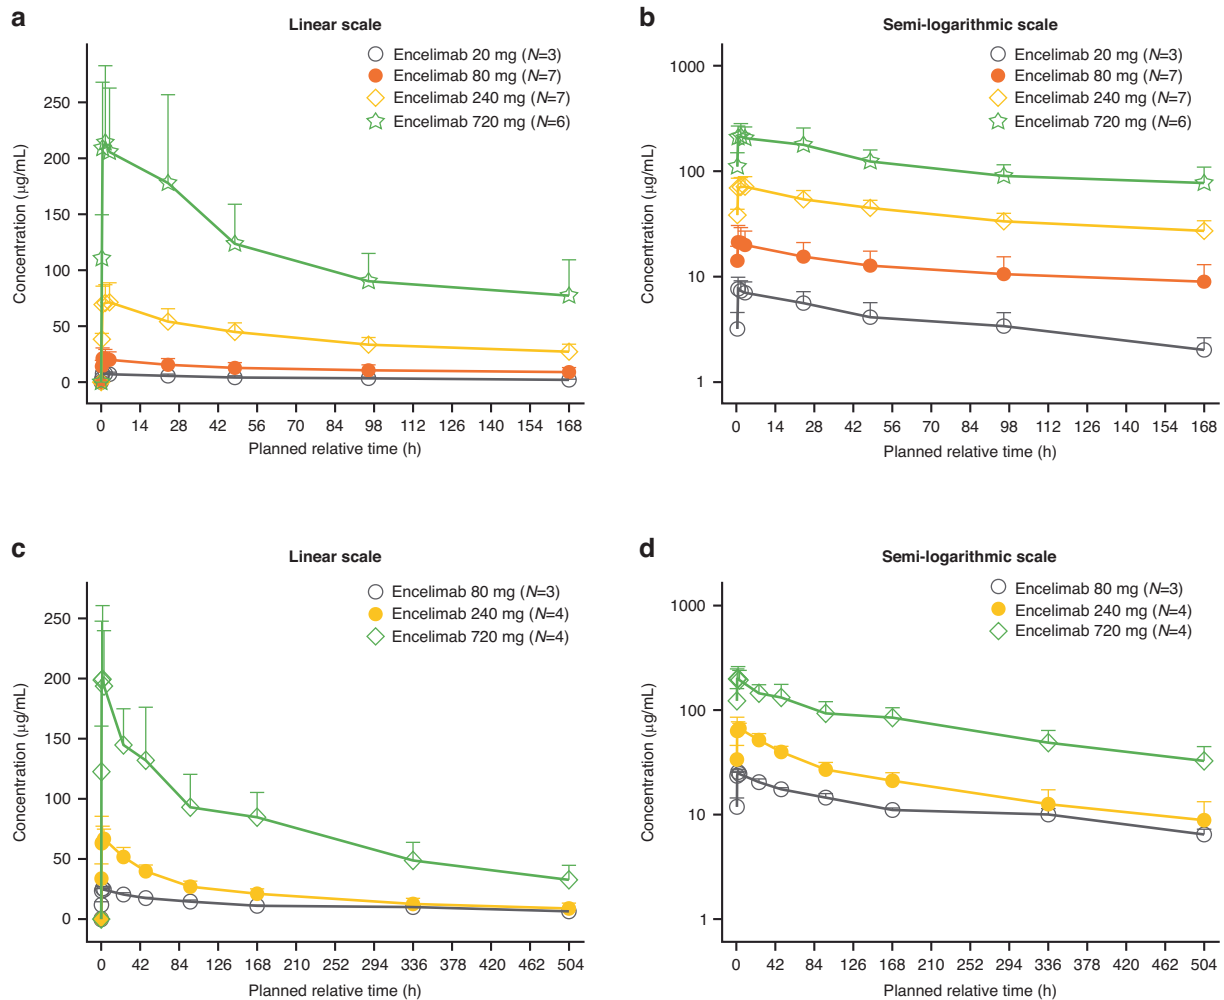 a
Linear scale
Encelimab 20 mg (N=3)
Encelimab 80 mg (N=7)
Encelimab 240 mg (N=7)
Encelimab 720 mg (N=6)
Concentration (µg/mL)
250
200
150
100
50
0
0 14 28 42 56 70 84 98 112 126 140 154 168
Planned relative time (h)
b
Semi-logarithmic scale
Encelimab 20 mg (N=3)
Encelimab 80 mg (N=7)
Encelimab 240 mg (N=7)
Encelimab 720 mg (N=6)
Concentration (µg/mL)
1000
100
10
1
0 14 28 42 56 70 84 98 112 126 140 154 168
Planned relative time (h)
c
Linear scale
Encelimab 80 mg (N=3)
Encelimab 240 mg (N=4)
Encelimab 720 mg (N=4)
Concentration (µg/mL)
250
200
150
100
50
0
0 42 84 126 168 210 252 294 336 378 420 462 504
Planned relative time (h)
d
Semi-logarithmic scale
Encelimab 80 mg (N=3)
Encelimab 240 mg (N=4)
Encelimab 720 mg (N=4)
Concentration (µg/mL)
1000
100
10
1
0 42 84 126 168 210 252 294 336 378 420 462 504
Planned relative time (h)